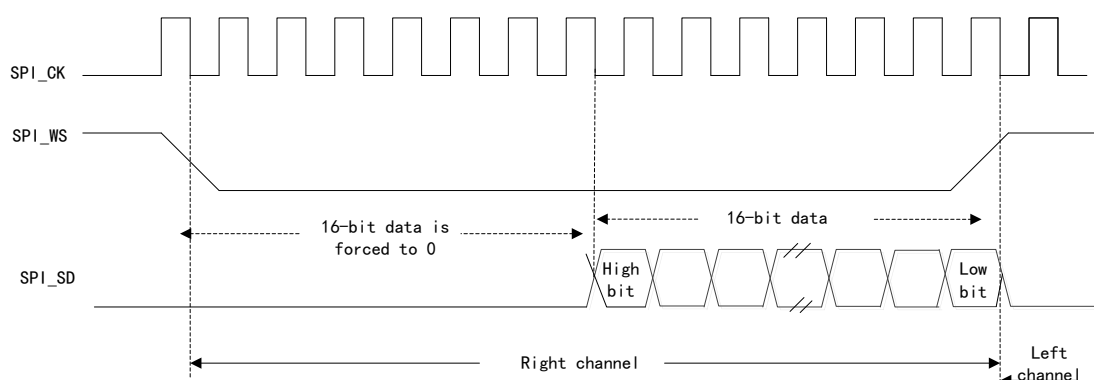 SPI_CK
SPI_WS
16-bit data is
forced to 0
16-bit data
SPI_SD
High
bit
Low
bit
Right channel
Left
channel